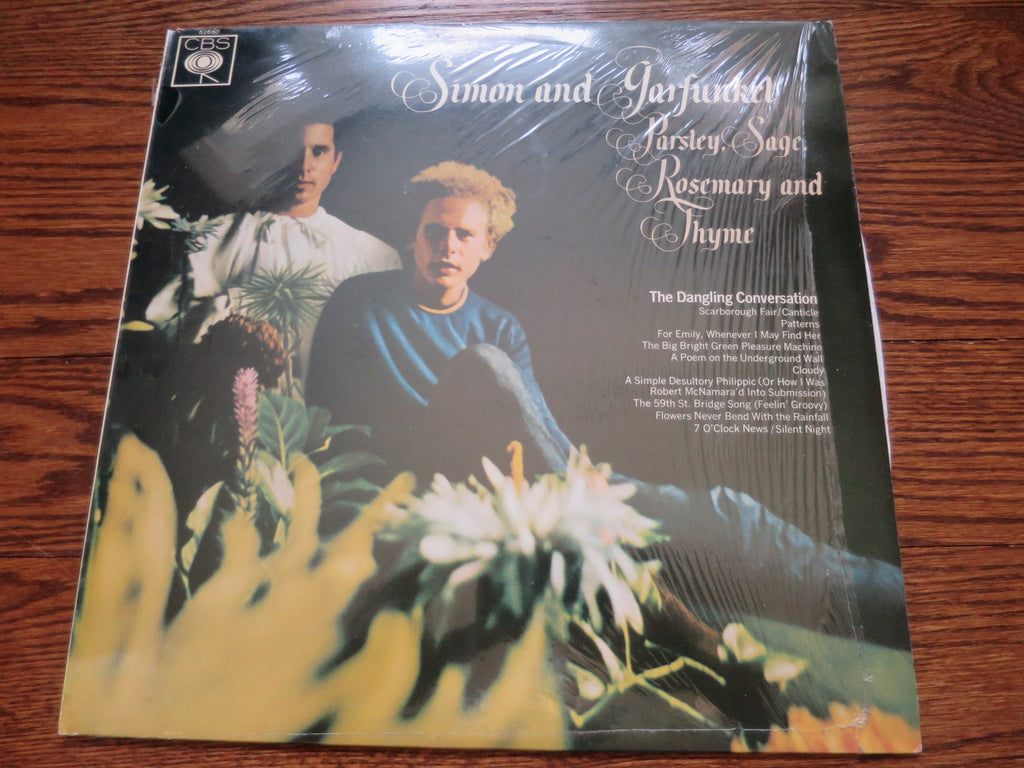 62860
CBS
Simon and Garfunkel
Parsley, Sage,
Rosemary and
Thyme
The Dangling Conversation
Scarborough Fair/Canticle
Patterns
For Emily, Whenever I May Find Her
The Big Bright Green Pleasure Machine
A Poem on the Underground Wall
Cloudy
A Simple Desultory Philippic (Or How I Was
Robert McNamara'd Into Submission)
The 59th St. Bridge Song (Feelin' Groovy)
Flowers Never Bend With the Rainfall
7 O'Clock News / Silent Night